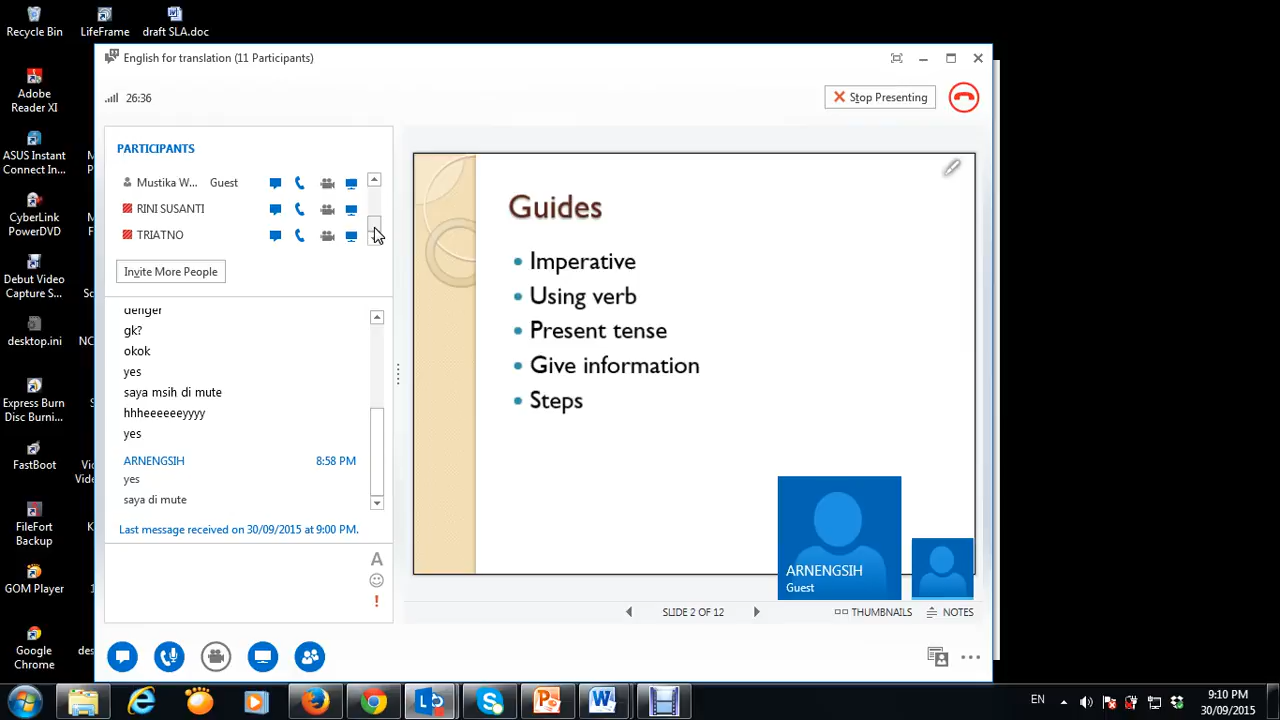 Recycle Bin
LifeFrame
draft SLA.doc
English for translation (11 Participants)
Adobe
Reader XI
26:36
Stop Presenting
ASUS Instant
Connect In...
PARTICIPANTS
Mustika W... Guest
RINI SUSANTI
TRIATNO
CyberLink
PowerDVD
Invite More People
Debut Video
Capture S...
desktop.ini
Express Burn
Disc Burni...
FastBoot
FileFort
Backup
GOM Player
Google
Chrome
denger
gk?
okok
yes
saya msih di mute
hhheeeeeeyyyy
yes
ARNENGSIH 8:58 PM
yes
saya di mute
Last message received on 30/09/2015 at 9:00 PM.
A
!
Guides
• Imperative
• Using verb
• Present tense
• Give information
• Steps
ARNENGSIH
Guest
SLIDE 2 OF 12
THUMBNAILS
NOTES
EN
9:10 PM
30/09/2015